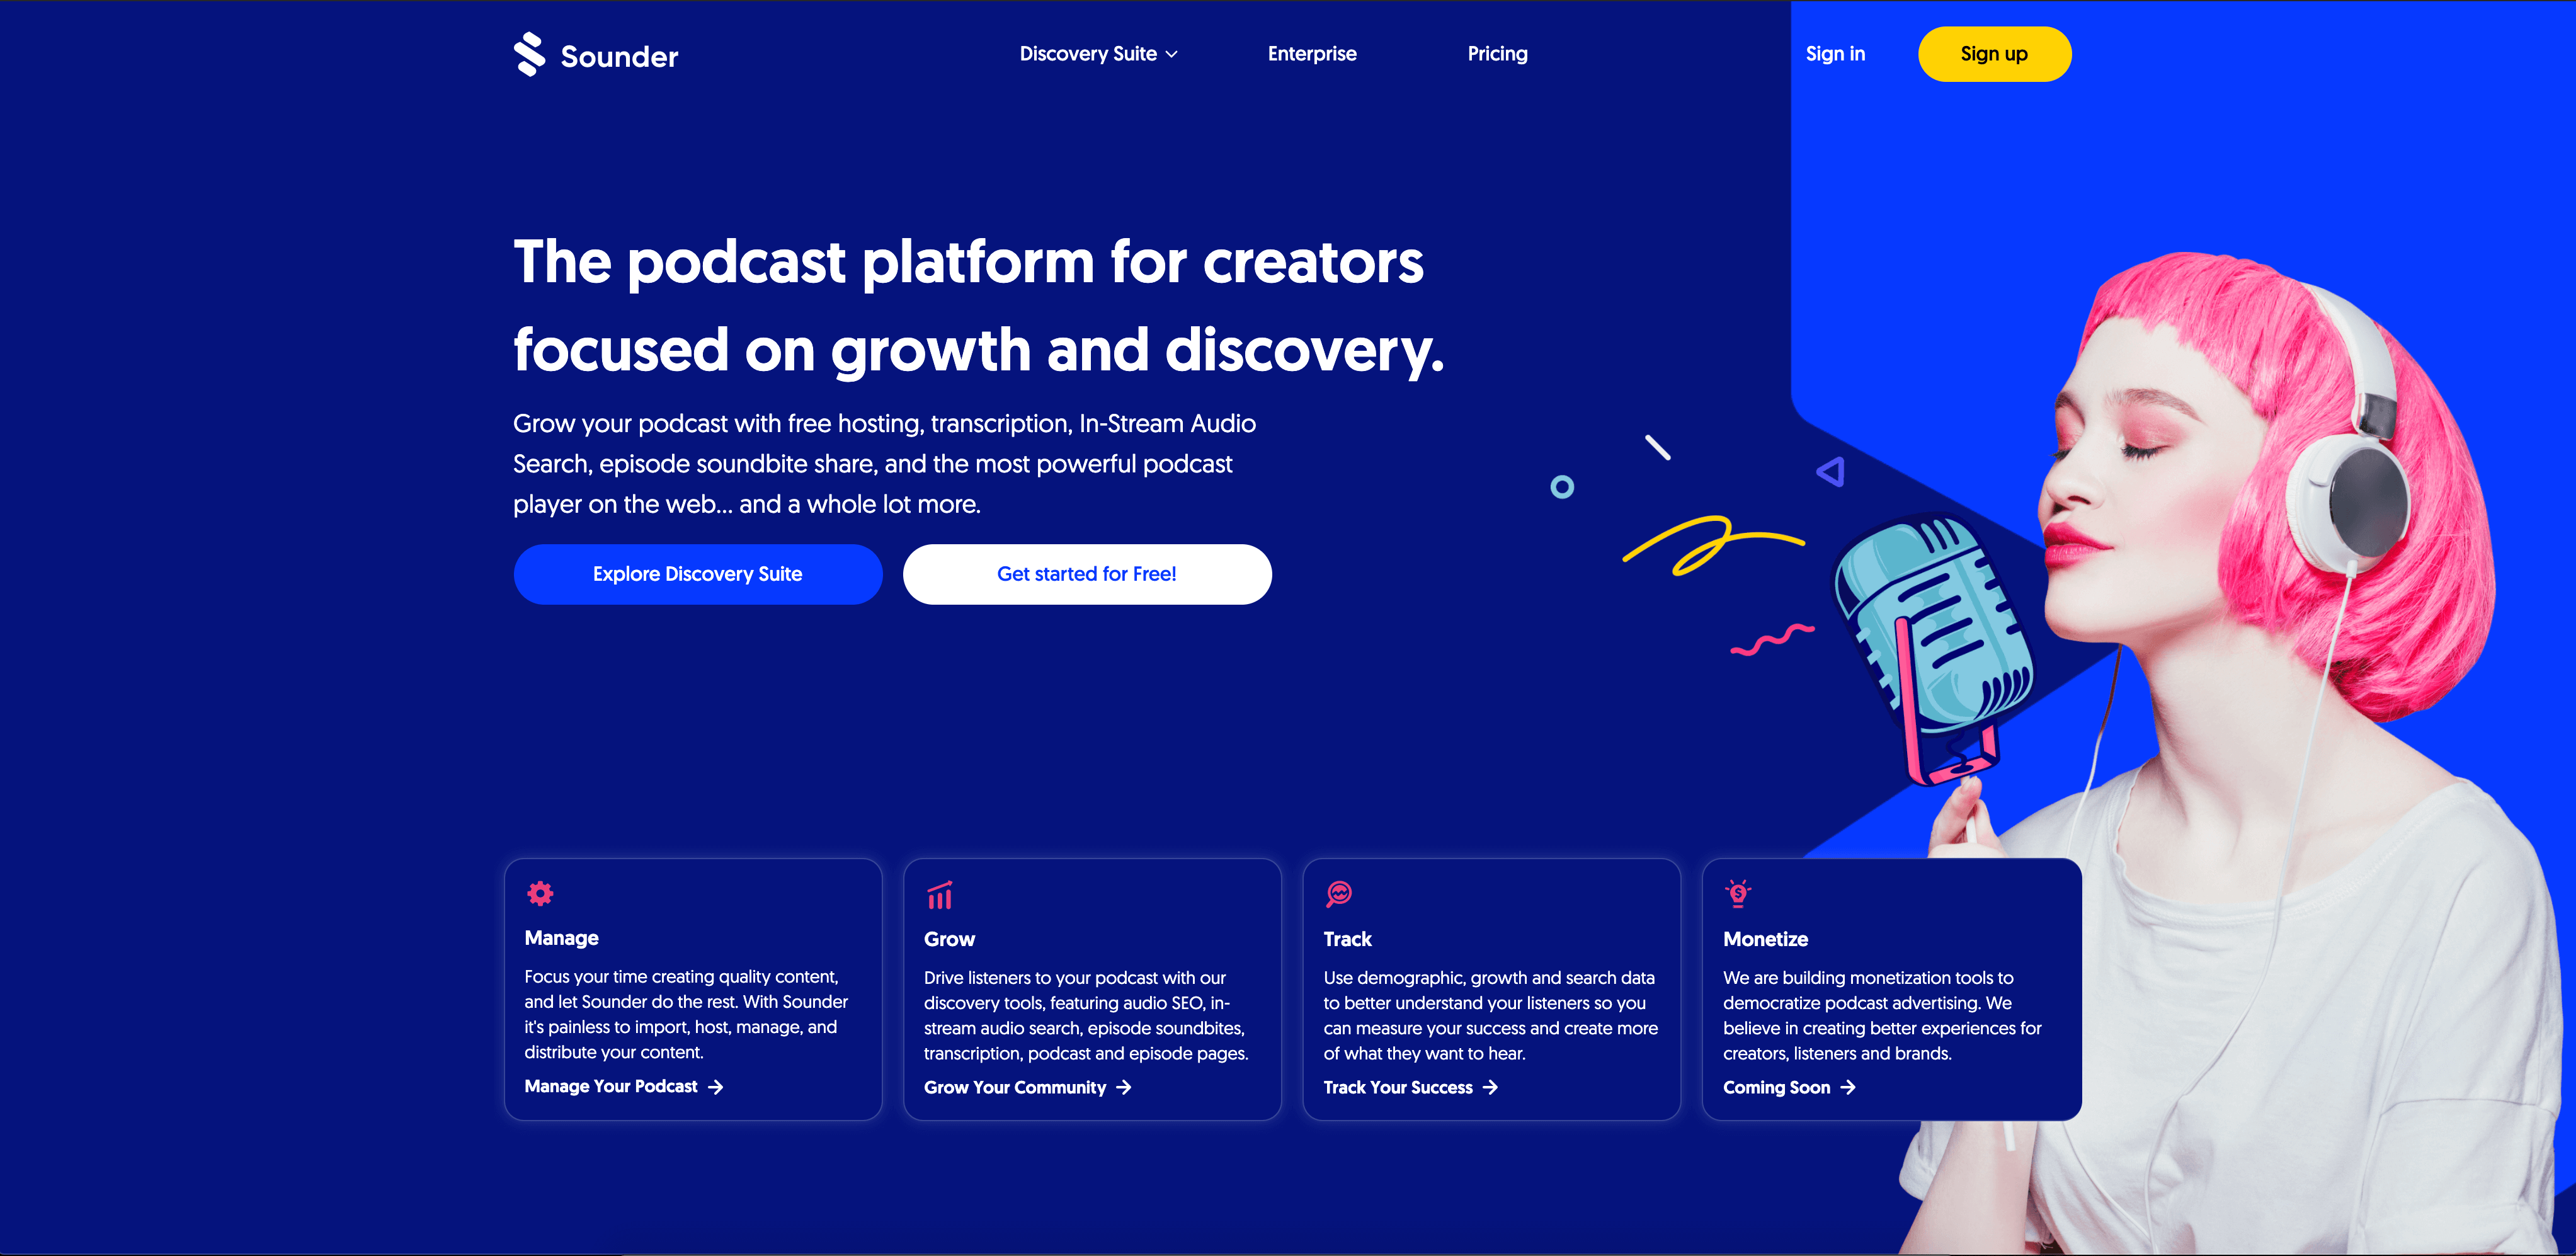 Sounder
Discovery Suite
Enterprise
Pricing
Sign in
Sign up
The podcast platform for creators
focused on growth and discovery.
Grow your podcast with free hosting, transcription, In-Stream Audio
Search, episode soundbite share, and the most powerful podcast
player on the web... and a whole lot more.
Explore Discovery Suite
Get started for Free!
Manage
Focus your time creating quality content,
and let Sounder do the rest. With Sounder
it's painless to import, host, manage, and
distribute your content.
Manage Your Podcast →
Grow
Drive listeners to your podcast with our
discovery tools, featuring audio SEO, in-
stream audio search, episode soundbites,
transcription, podcast and episode pages.
Grow Your Community →
Track
Use demographic, growth and search data
to better understand your listeners so you
can measure your success and create more
of what they want to hear.
Track Your Success →
$
Monetize
We are building monetization tools to
democratize podcast advertising. We
believe in creating better experiences for
creators, listeners and brands.
Coming Soon →